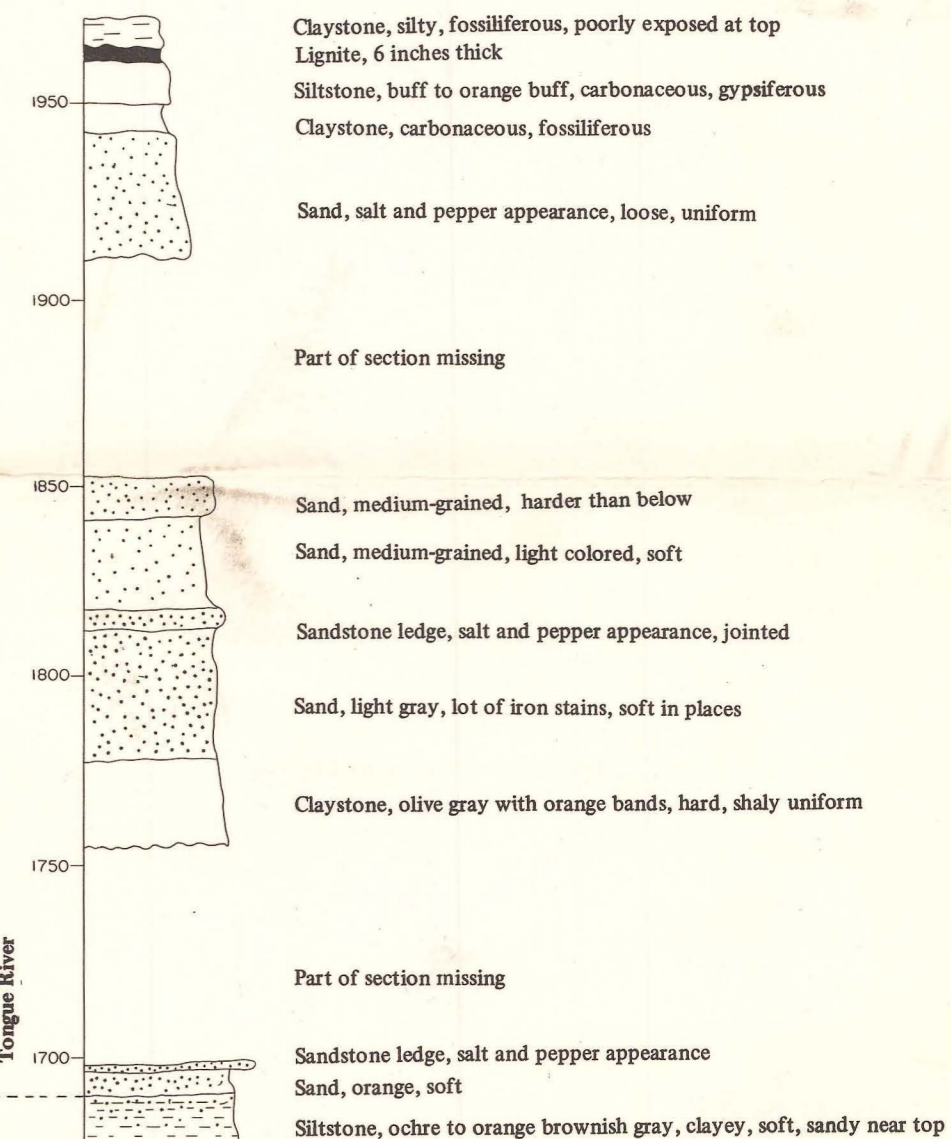 Claystone, silty, fossiliferous, poorly exposed at top
Lignite, 6 inches thick
Siltstone, buff to orange buff, carbonaceous, gypsiferous
1950
Claystone, carbonaceous, fossiliferous
Sand, salt and pepper appearance, loose, uniform
1900
Part of section missing
1850
Sand, medium-grained, harder than below
Sand, medium-grained, light colored, soft
Sandstone ledge, salt and pepper appearance, jointed
1800
Sand, light gray, lot of iron stains, soft in places
Claystone, olive gray with orange bands, hard, shaly uniform
1750
Part of section missing
Tongue River
1700
Sandstone ledge, salt and pepper appearance
Sand, orange, soft
Siltstone, ochre to orange brownish gray, clayey, soft, sandy near top